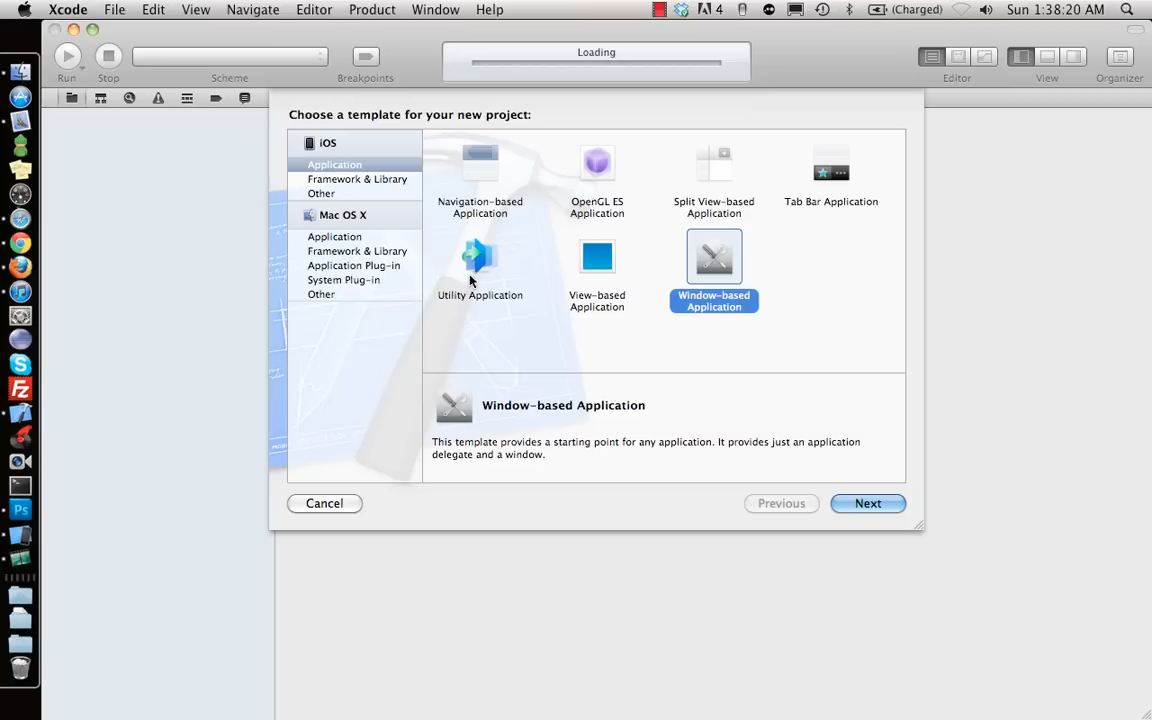 Xcode File Edit View Navigate Editor Product Window Help 4 (Charged) Sun 1:38:20 AM
Loading
Run Stop Scheme Breakpoints Editor View Organizer
Choose a template for your new project:
iOS
Application
Framework & Library
Other
Mac OS X
Application
Framework & Library
Application Plug-in
System Plug-in
Other
Navigation-based
Application
OpenGL ES
Application
Split View-based
Application
Tab Bar Application
Utility Application
View-based
Application
Window-based
Application
Window-based Application
This template provides a starting point for any application. It provides just an application
delegate and a window.
Cancel Previous Next
Fz
Ps